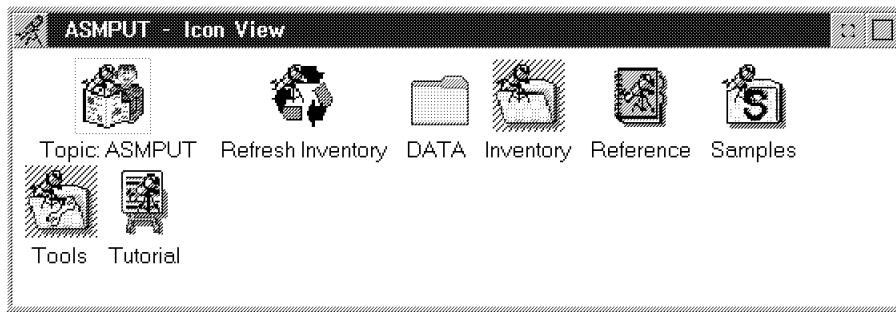 ASMPUT - Icon View
Topic: ASMPUT Refresh Inventory DATA Inventory Reference Samples
S
Tools Tutorial